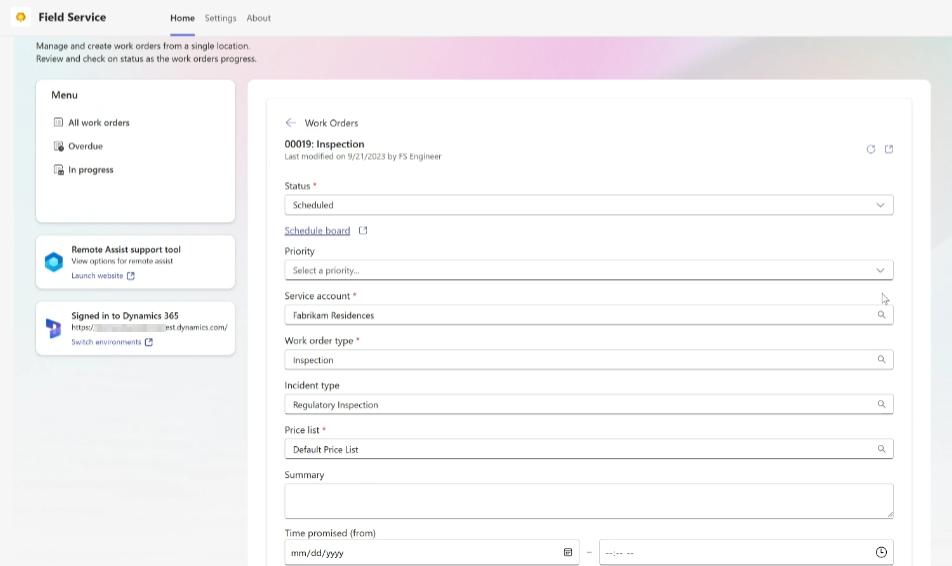 Field Service
Home Settings About
Manage and create work orders from a single location.
Review and check on status as the work orders progress.
Menu
All work orders
Overdue
In progress
Remote Assist support tool
View options for remote assist
Launch website
Signed in to Dynamics 365
https:/ est.dynamics.com/
Switch environments
Work Orders
00019: Inspection
Last modified on 9/21/2023 by FS Engineer
Status *
Scheduled
Schedule board
Priority
Select a priority...
Service account *
Fabrikam Residences
Work order type *
Inspection
Incident type
Regulatory Inspection
Price list *
Default Price List
Summary
Time promised (from)
mm/dd/yyyy – --:-- --